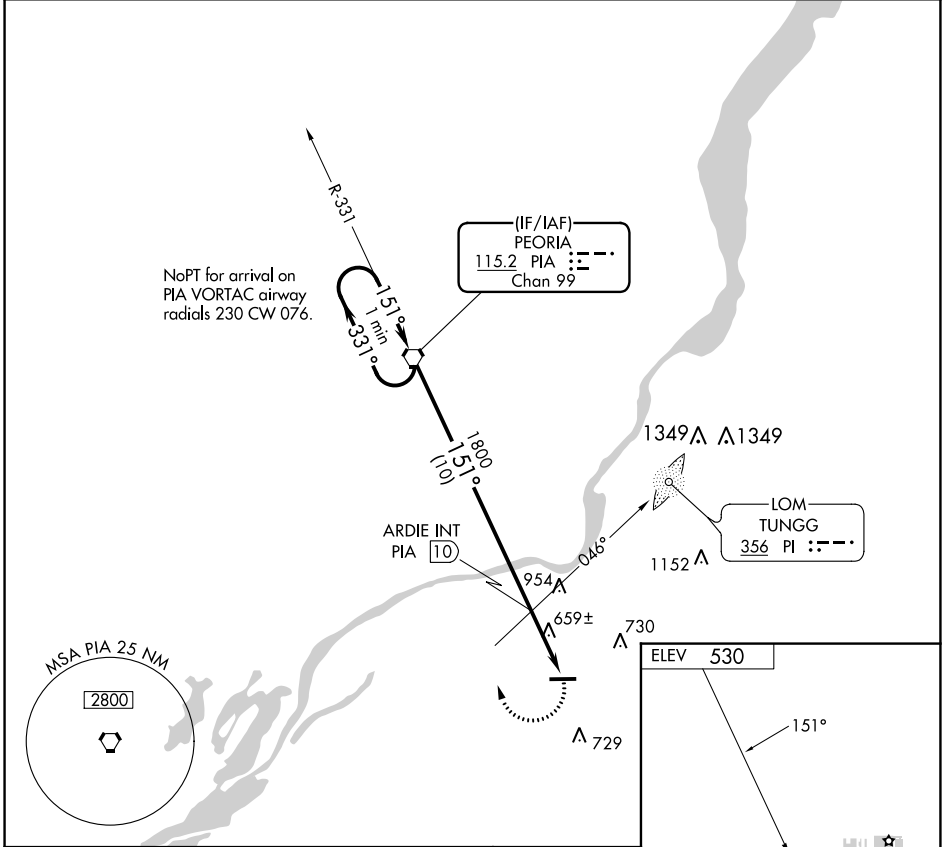 R-331
(IF/IAF)
PEORIA
115.2 PIA
Chan 99
NoPT for arrival on
PIA VORTAC airway
radials 230 CW 076.
151°
1 min
331°
1800
151°
(10)
1349 1349
LOM
TUNGG
356 PI
ARDIE INT
PIA 10
046°
1152
954
659±
730
MSA PIA 25 NM
2800
ELEV 530
151°
729